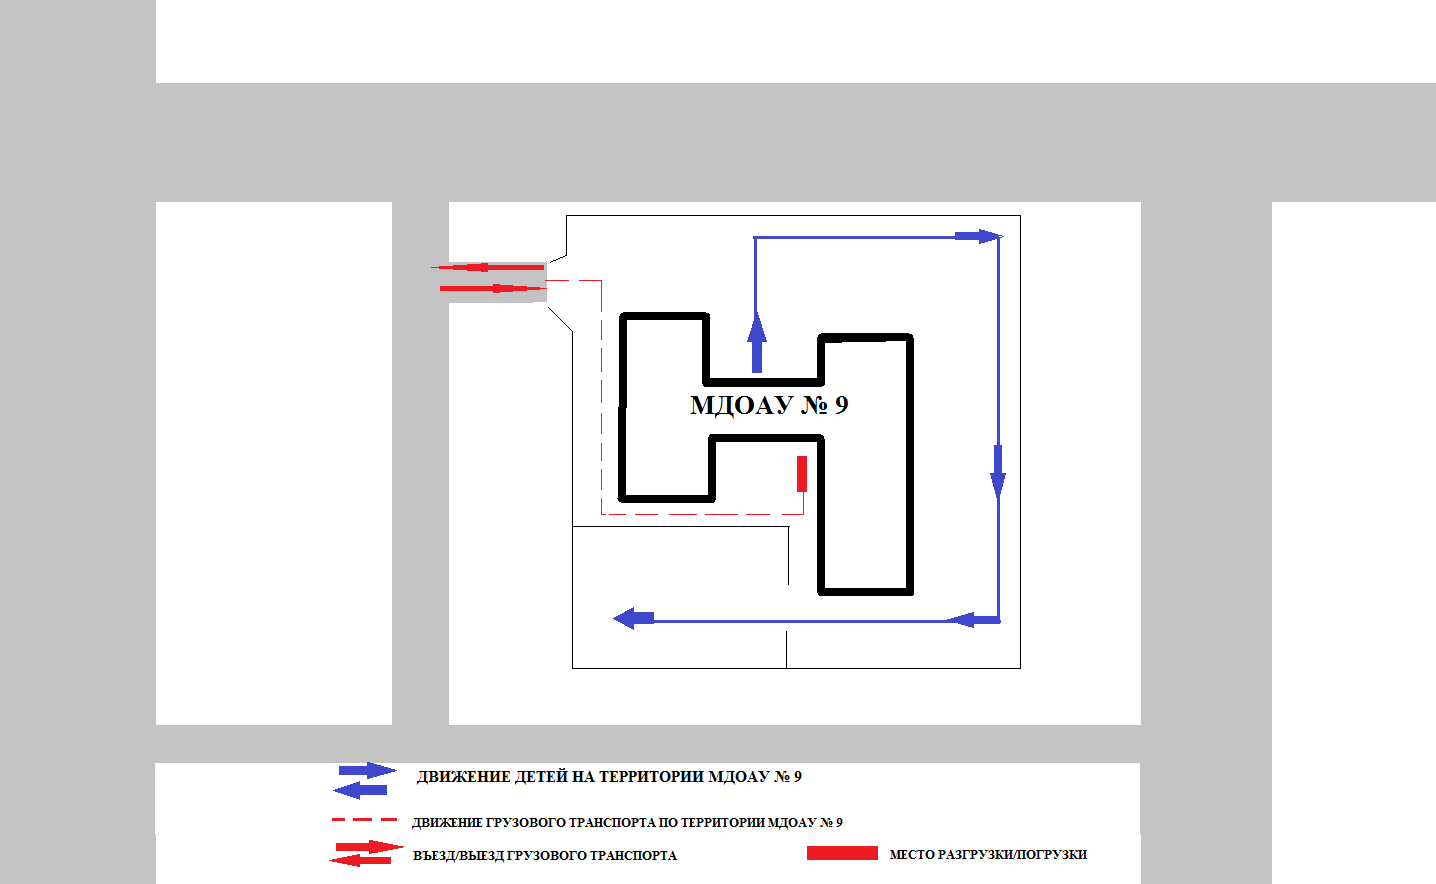 МДОАУ № 9
ДВИЖЕНИЕ ДЕТЕЙ НА ТЕРРИТОРИИ МДОАУ № 9
ДВИЖЕНИЕ ГРУЗОВОГО ТРАНСПОРТА ПО ТЕРРИТОРИИ МДОАУ № 9
ВЪЕЗД/ВЫЕЗД ГРУЗОВОГО ТРАНСПОРТА
МЕСТО РАЗГРУЗКИ/ПОГРУЗКИ